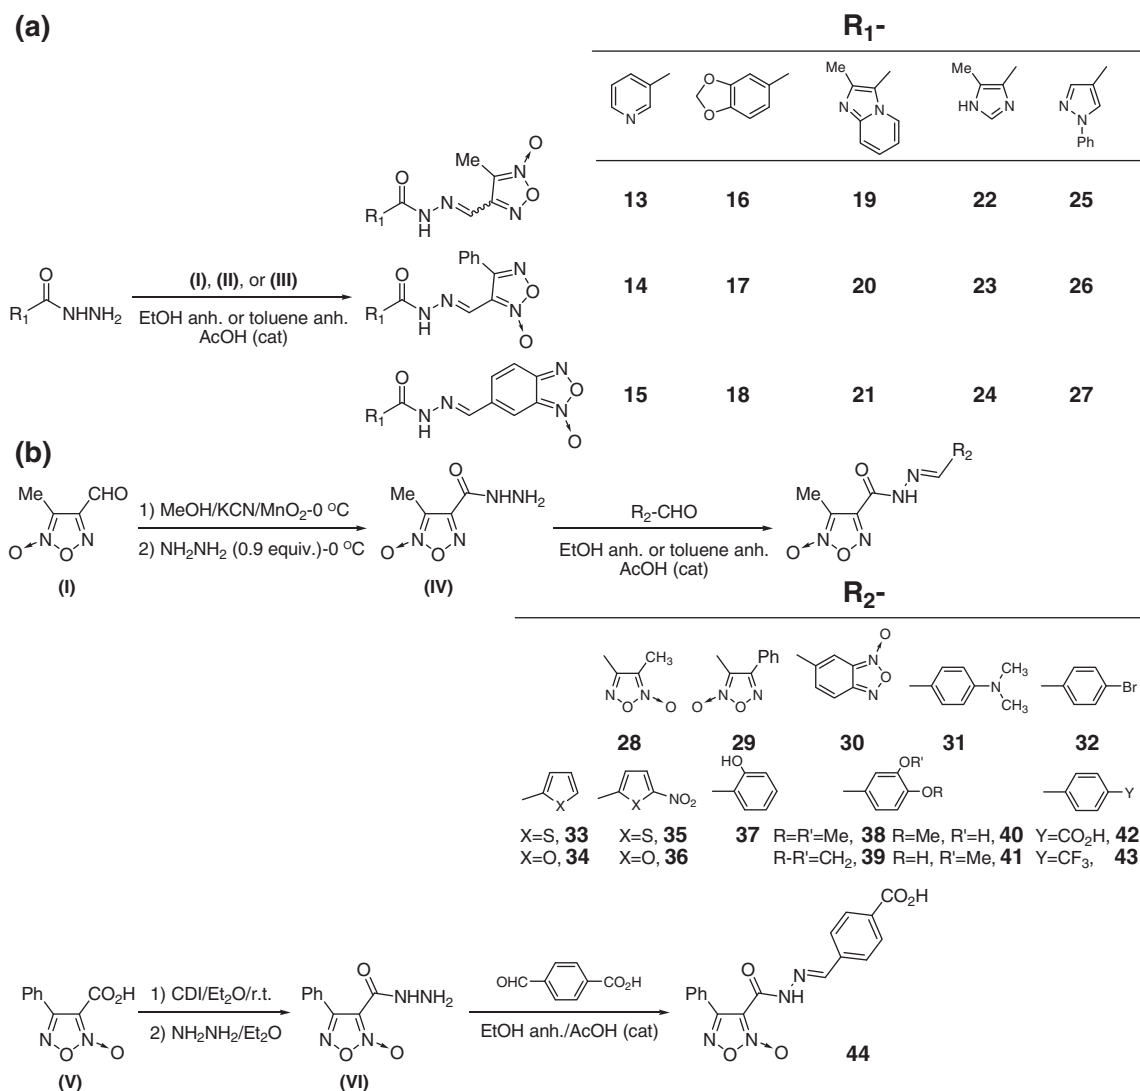 (a)
R1-
Me Me
N O O N N HN N N N
Ph
O Me N O
R1 N H N N O
13 16 19 22 25
O
R1 NHNH2
(I), (II), or (III)
EtOH anh. or toluene anh.
AcOH (cat)
O Ph N
R1 N H N N O
O
14 17 20 23 26
O N
R1 N H N N O
O
15 18 21 24 27
(b)
Me CHO
O N O N
(I)
1) MeOH/KCN/MnO2-0 °C
2) NH2NH2 (0.9 equiv.)-0 °C
O
Me NHNH2
O N O N
(IV)
R2-CHO
EtOH anh. or toluene anh.
AcOH (cat)
R2
O N
Me NH
O N O N
R2-
CH3 Ph O CH3
N O N O N O N N O N N CH3 Br
O
28 29 30 31 32
X X NO2 HO OR' OR Y
X=S, 33 X=S, 35 37 R=R'=Me, 38 R=Me, R'=H, 40 Y=CO2H, 42
X=O, 34 X=O, 36 R-R'=CH2, 39 R=H, R'=Me, 41 Y=CF3, 43
Ph CO2H
N O N O
(V)
1) CDI/Et2O/r.t.
2) NH2NH2/Et2O
O
Ph NHNH2
N O N O
(VI)
OHC CO2H
EtOH anh./AcOH (cat)
CO2H
O N
Ph NH
N O N O
44